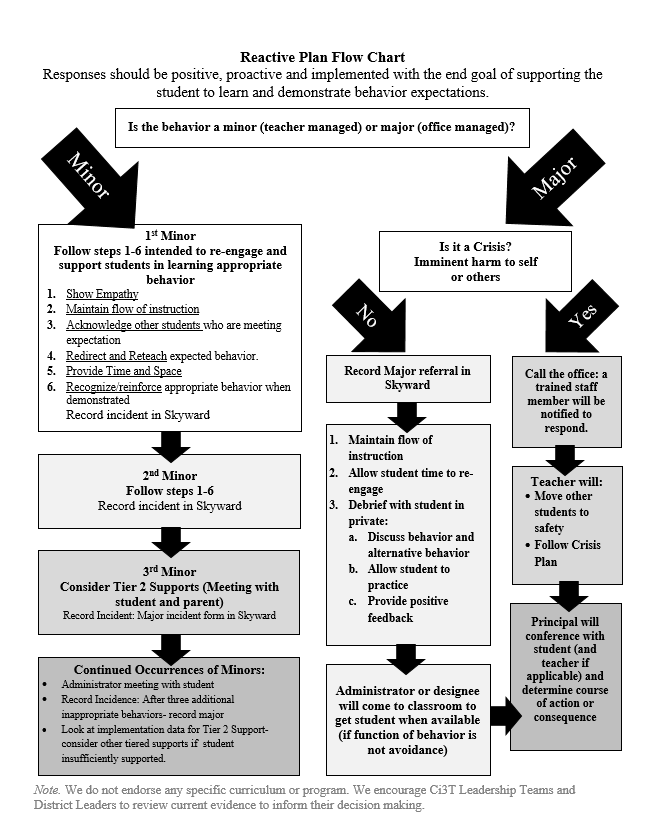 Reactive Plan Flow Chart
Responses should be positive, proactive and implemented with the end goal of supporting the
student to learn and demonstrate behavior expectations.
Is the behavior a minor (teacher managed) or major (office managed)?
Minor
Major
1st Minor
Follow steps 1-6 intended to re-engage and
support students in learning appropriate
behavior
1. Show Empathy
2. Maintain flow of instruction
3. Acknowledge other students who are meeting
expectation
4. Redirect and Reteach expected behavior.
5. Provide Time and Space
6. Recognize/reinforce appropriate behavior when
demonstrated
Record incident in Skyward
2nd Minor
Follow steps 1-6
Record incident in Skyward
3rd Minor
Consider Tier 2 Supports (Meeting with
student and parent)
Record Incident: Major incident form in Skyward
Continued Occurrences of Minors:
• Administrator meeting with student
• Record Incidence: After three additional
inappropriate behaviors- record major
• Look at implementation data for Tier 2 Support-
consider other tiered supports if student
insufficiently supported.
Is it a Crisis?
Imminent harm to self
or others
No
Yes
Record Major referral in
Skyward
1. Maintain flow of
instruction
2. Allow student time to re-
engage
3. Debrief with student in
private:
a. Discuss behavior and
alternative behavior
b. Allow student to
practice
c. Provide positive
feedback
Administrator or designee
will come to classroom to
get student when available
(if function of behavior is
not avoidance)
Call the office: a
trained staff
member will be
notified to
respond.
Teacher will:
• Move other
students to
safety
• Follow Crisis
Plan
Principal will
conference with
student (and
teacher if
applicable) and
determine course
of action or
consequence
Note. We do not endorse any specific curriculum or program. We encourage Ci3T Leadership Teams and
District Leaders to review current evidence to inform their decision making.